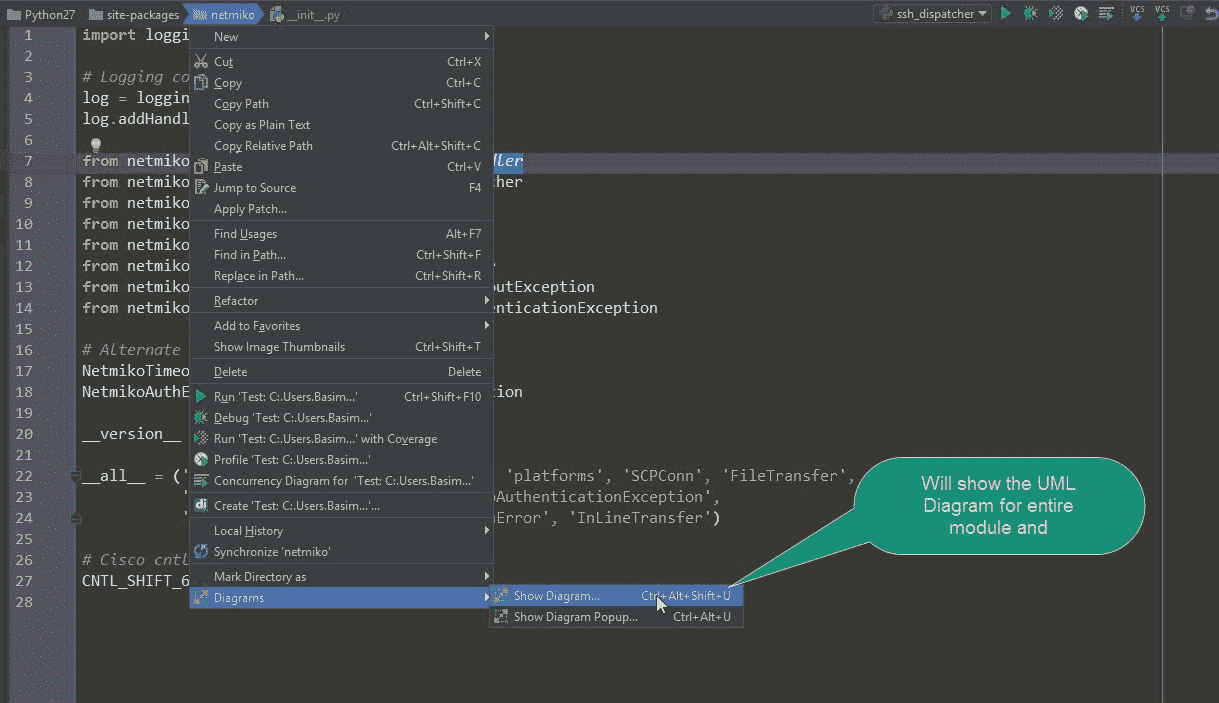 Python27 site-packages netmiko __init__.py ssh_dispatcher VCS VCS
1 import loggi
2
3 # Logging co
4 log = loggin
5 log.addHandl
6
7 from netmiko ller
8 from netmiko her
9 from netmiko
10 from netmiko
11 from netmiko
12 from netmiko
13 from netmiko outException
14 from netmiko enticationException
15
16 # Alternate
17 NetmikoTimeo
18 NetmikoAuthE tion
19
20 __version__
21
22 __all__ = (' 'platforms', 'SCPConn', 'FileTransfer',
23 ' oAuthenticationException',
24 ' nError', 'InLineTransfer')
25
26 # Cisco cntl
27 CNTL_SHIFT_6
28
New
Cut Ctrl+X
Copy Ctrl+C
Copy Path Ctrl+Shift+C
Copy as Plain Text
Copy Relative Path Ctrl+Alt+Shift+C
Paste Ctrl+V
Jump to Source F4
Apply Patch...
Find Usages Alt+F7
Find in Path... Ctrl+Shift+F
Replace in Path... Ctrl+Shift+R
Refactor
Add to Favorites
Show Image Thumbnails Ctrl+Shift+T
Delete Delete
Run 'Test: C:.Users.Basim...' Ctrl+Shift+F10
Debug 'Test: C:.Users.Basim...'
Run 'Test: C:.Users.Basim...' with Coverage
Profile 'Test: C:.Users.Basim...'
Concurrency Diagram for 'Test: C:.Users.Basim...'
Create 'Test: C:.Users.Basim...'...
Local History
Synchronize 'netmiko'
Mark Directory as
Diagrams
Show Diagram... Ctrl+Alt+Shift+U
Show Diagram Popup... Ctrl+Alt+U
Will show the UML
Diagram for entire
module and